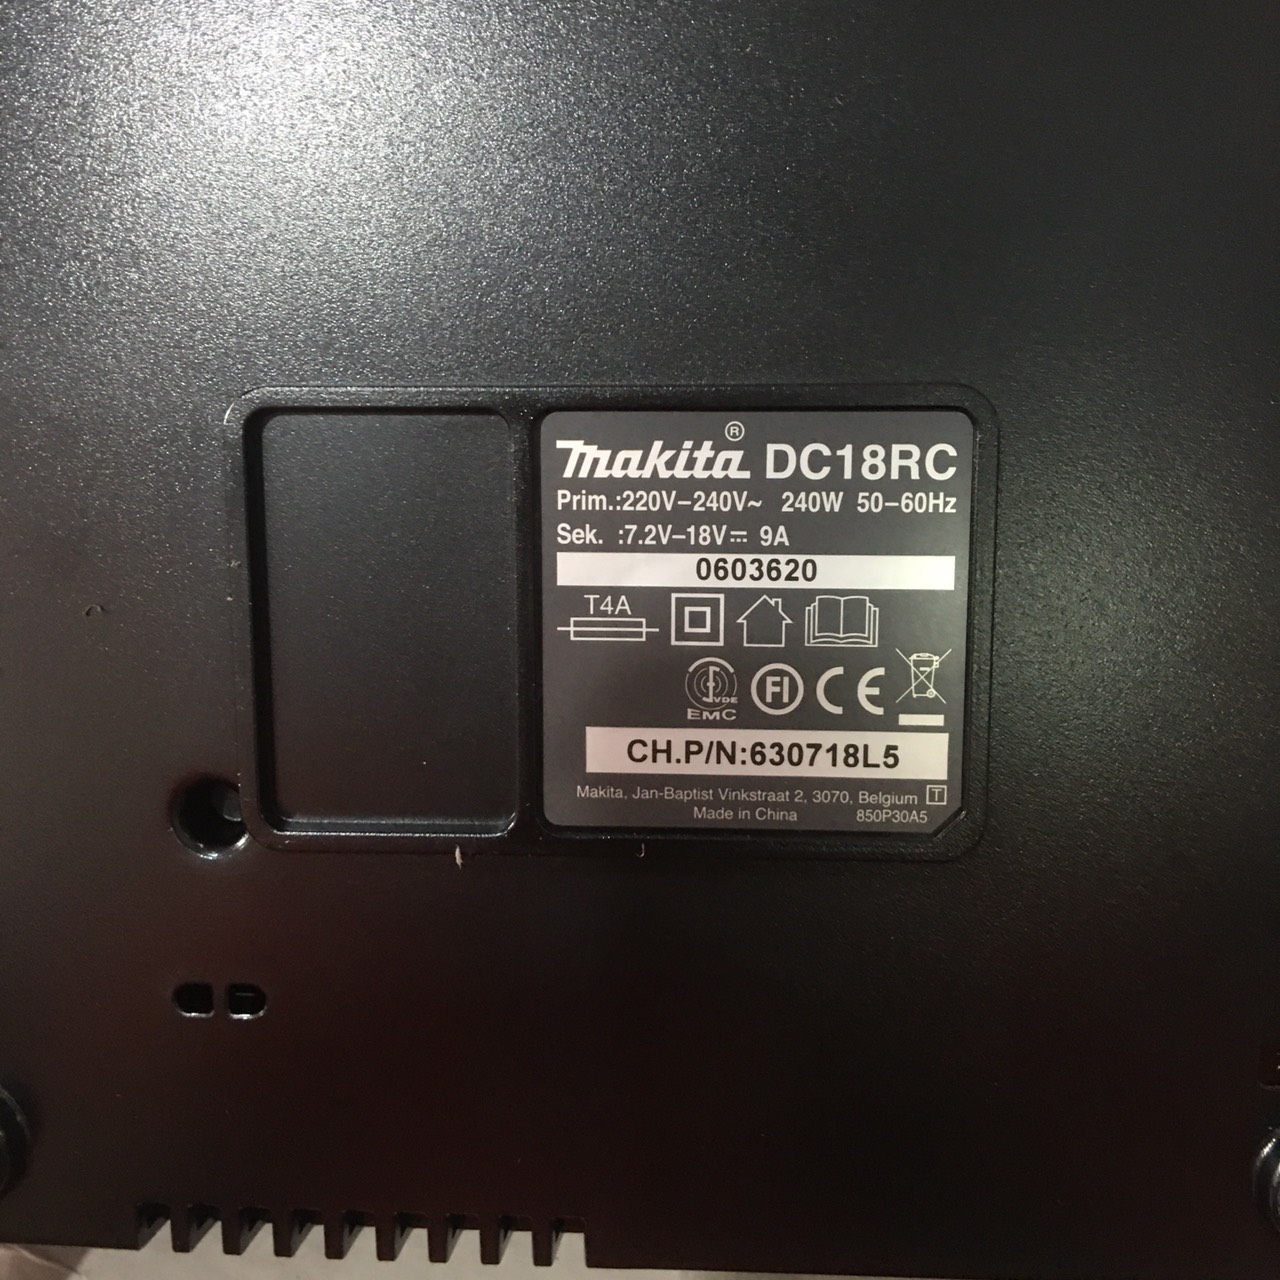 makita® DC18RC
Prim.:220V–240V~ 240W 50–60Hz
Sek. :7.2V–18V⎓ 9A
0603620
T4A
VDE
EMC
FI CE
CH.P/N:630718L5
Makita, Jan-Baptist Vinkstraat 2, 3070, Belgium T
Made in China 850P30A5